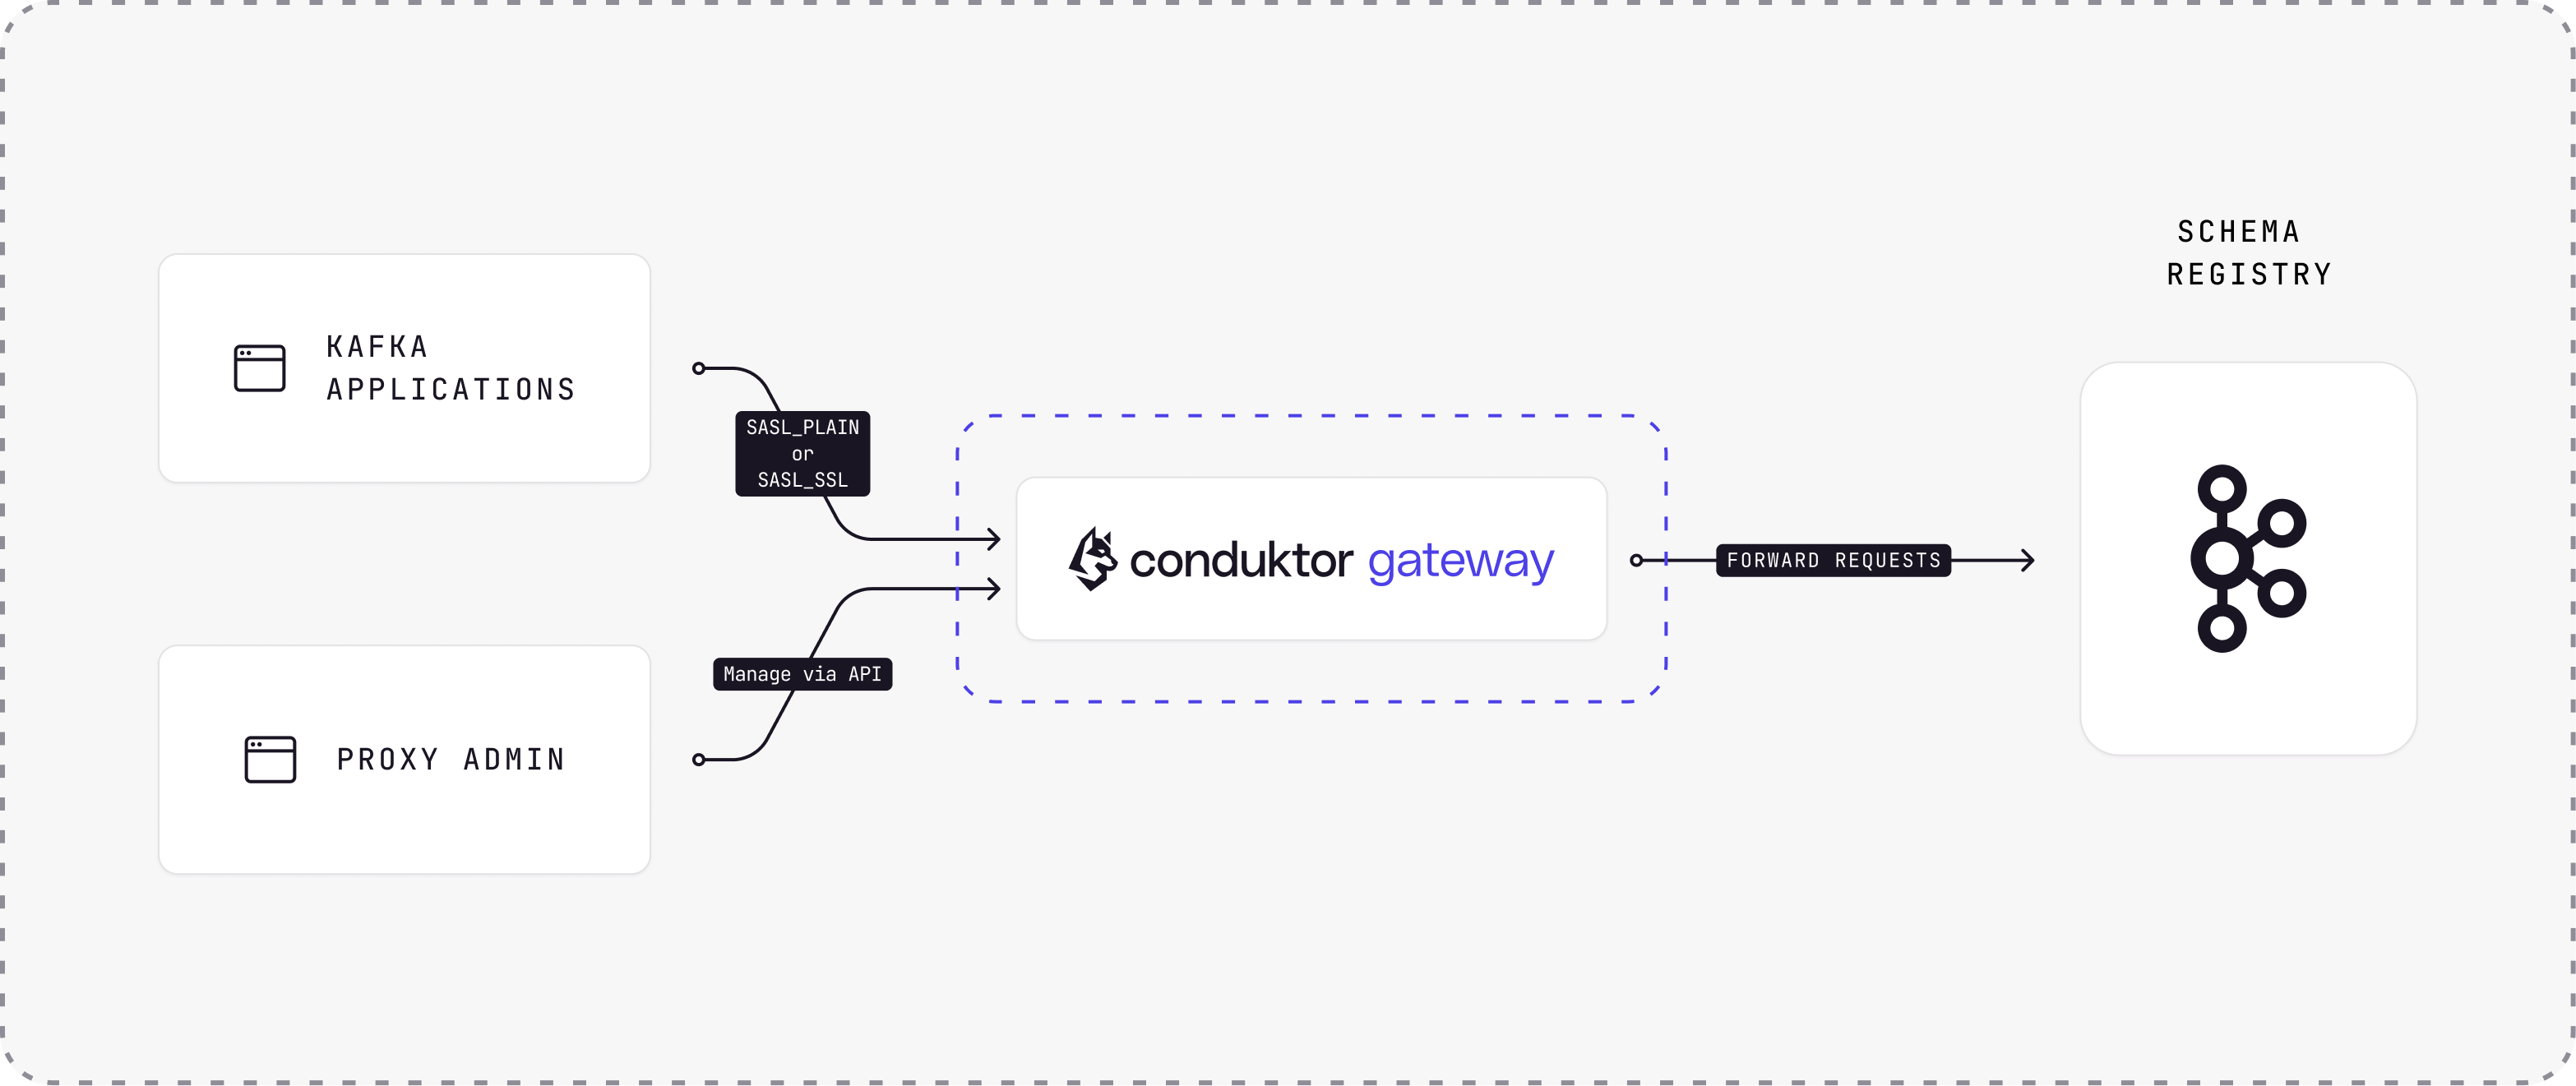 KAFKA
APPLICATIONS
SASL_PLAIN
or
SASL_SSL
PROXY ADMIN
Manage via API
conduktor gateway
FORWARD REQUESTS
SCHEMA
REGISTRY